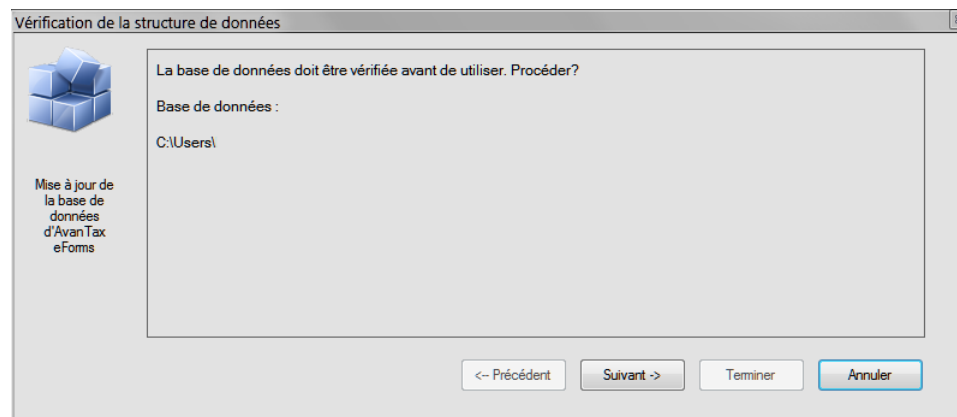 Vérification de la structure de données
La base de données doit être vérifiée avant de utiliser. Procéder?
Base de données :
C:\Users\
Mise à jour de
la base de
données
d'AvanTax
eForms
<-- Précédent
Suivant ->
Terminer
Annuler